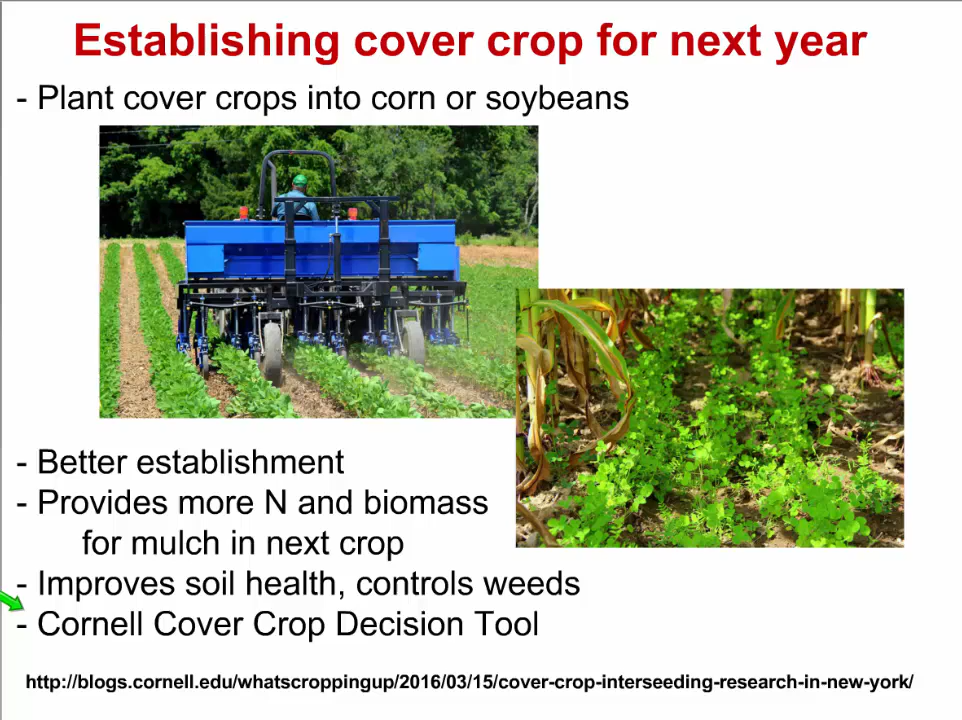 Establishing cover crop for next year
- Plant cover crops into corn or soybeans
- Better establishment
- Provides more N and biomass
for mulch in next crop
- Improves soil health, controls weeds
- Cornell Cover Crop Decision Tool
http://blogs.cornell.edu/whatscroppingup/2016/03/15/cover-crop-interseeding-research-in-new-york/